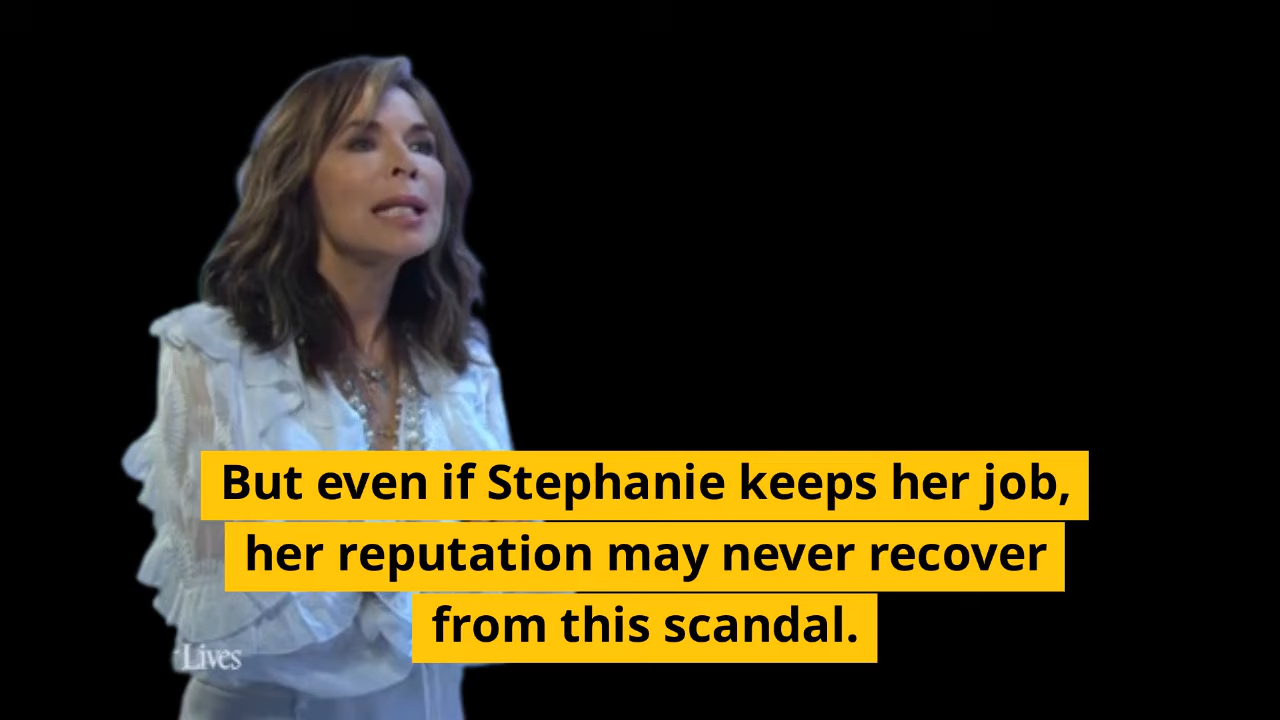 But even if Stephanie keeps her job,
her reputation may never recover
from this scandal.
Lives